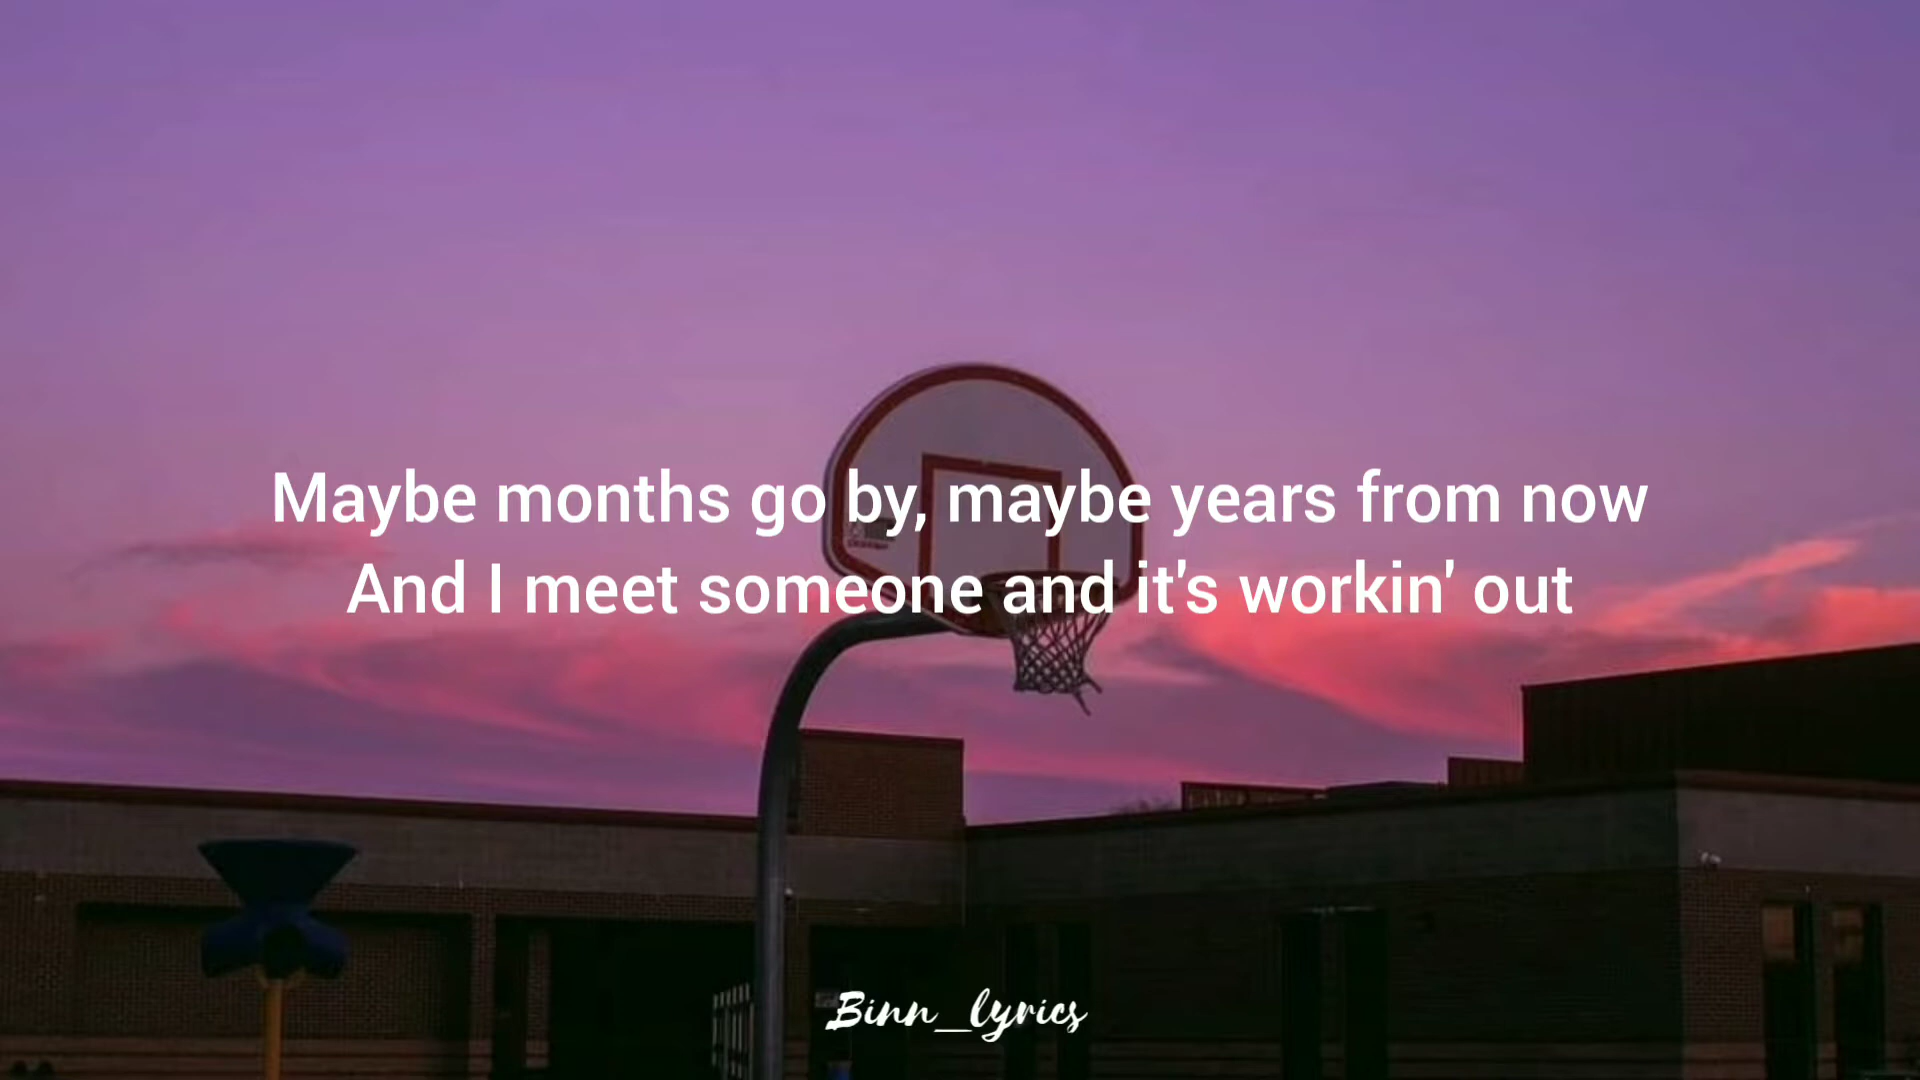 Maybe months go by, maybe years from now
And I meet someone and it's workin' out
Binn_lyrics